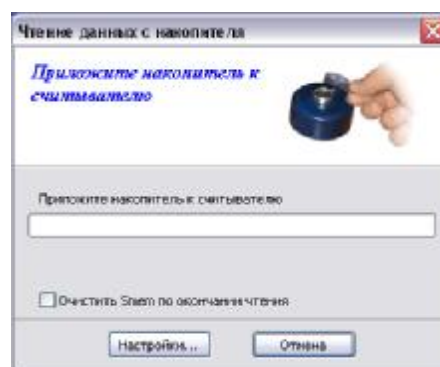 Чтение данных с накопителя
Приложите накопитель к
считывателю
Приложите накопитель к считывателю
Очистить Smem по окончании чтения
Настройки...
Отмена